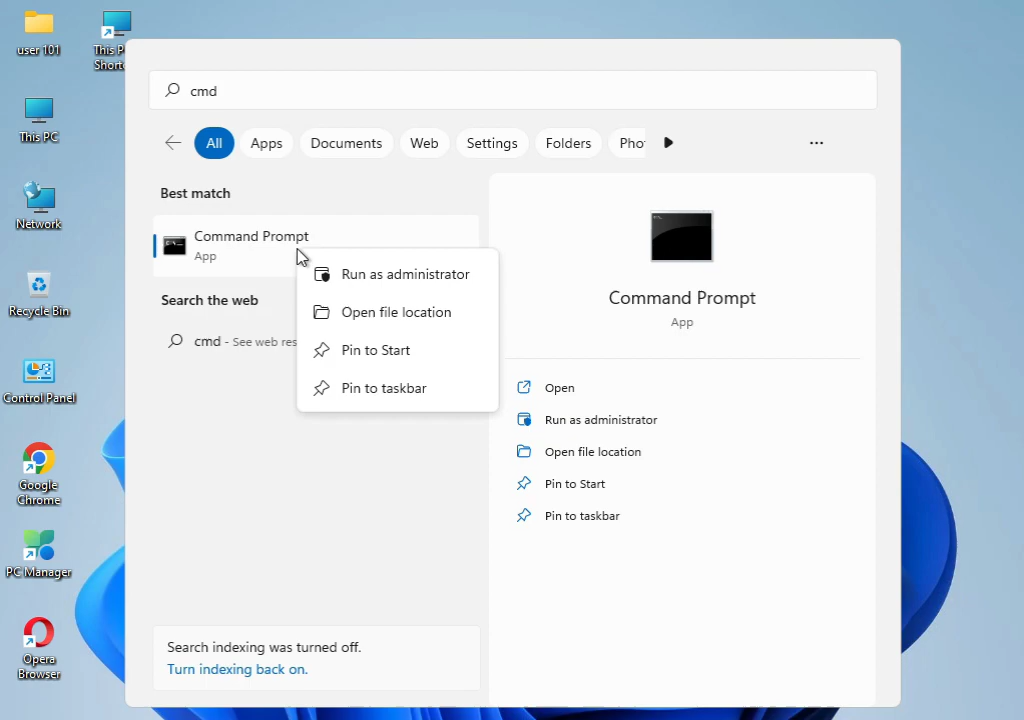 user 101
This P
Shortc
This PC
Network
Recycle Bin
Control Panel
Google
Chrome
PC Manager
Opera
Browser
cmd
All
Apps
Documents
Web
Settings
Folders
Pho
...
Best match
Command Prompt
App
Search the web
cmd - See web res
Run as administrator
Open file location
Pin to Start
Pin to taskbar
Command Prompt
App
Open
Run as administrator
Open file location
Pin to Start
Pin to taskbar
Search indexing was turned off.
Turn indexing back on.